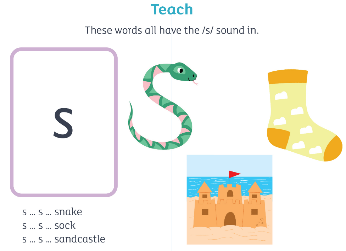 Teach
These words all have the /s/ sound in.
s
s ... s ... snake
s ... s ... sock
s ... s ... sandcastle